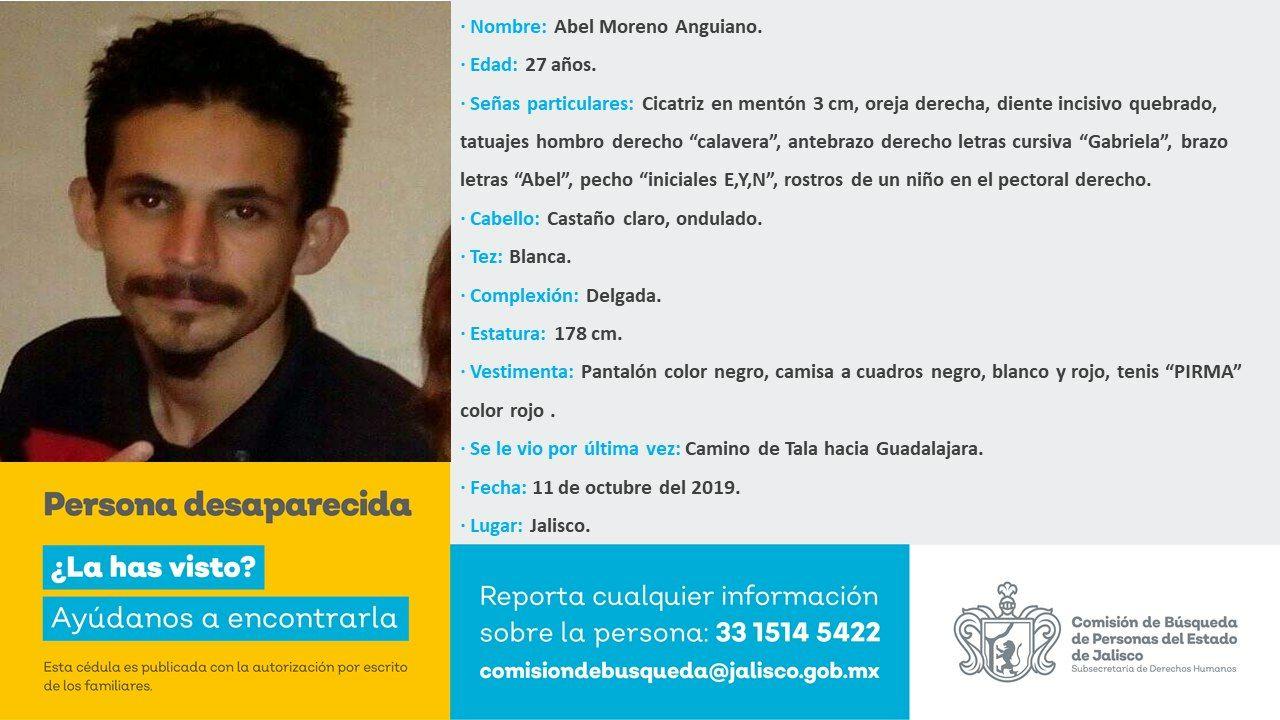 · Nombre: Abel Moreno Anguiano.
· Edad: 27 años.
· Señas particulares: Cicatriz en mentón 3 cm, oreja derecha, diente incisivo quebrado,
tatuajes hombro derecho “calavera”, antebrazo derecho letras cursiva “Gabriela”, brazo
letras “Abel”, pecho “iniciales E,Y,N”, rostros de un niño en el pectoral derecho.
· Cabello: Castaño claro, ondulado.
· Tez: Blanca.
· Complexión: Delgada.
· Estatura: 178 cm.
· Vestimenta: Pantalón color negro, camisa a cuadros negro, blanco y rojo, tenis “PIRMA”
color rojo .
· Se le vio por última vez: Camino de Tala hacia Guadalajara.
· Fecha: 11 de octubre del 2019.
· Lugar: Jalisco.
Persona desaparecida
¿La has visto?
Ayúdanos a encontrarla
Esta cédula es publicada con la autorización por escrito
de los familiares.
Reporta cualquier información
sobre la persona: 33 1514 5422
comisiondebusqueda@jalisco.gob.mx
Comisión de Búsqueda
de Personas del Estado
de Jalisco
Subsecretaría de Derechos Humanos